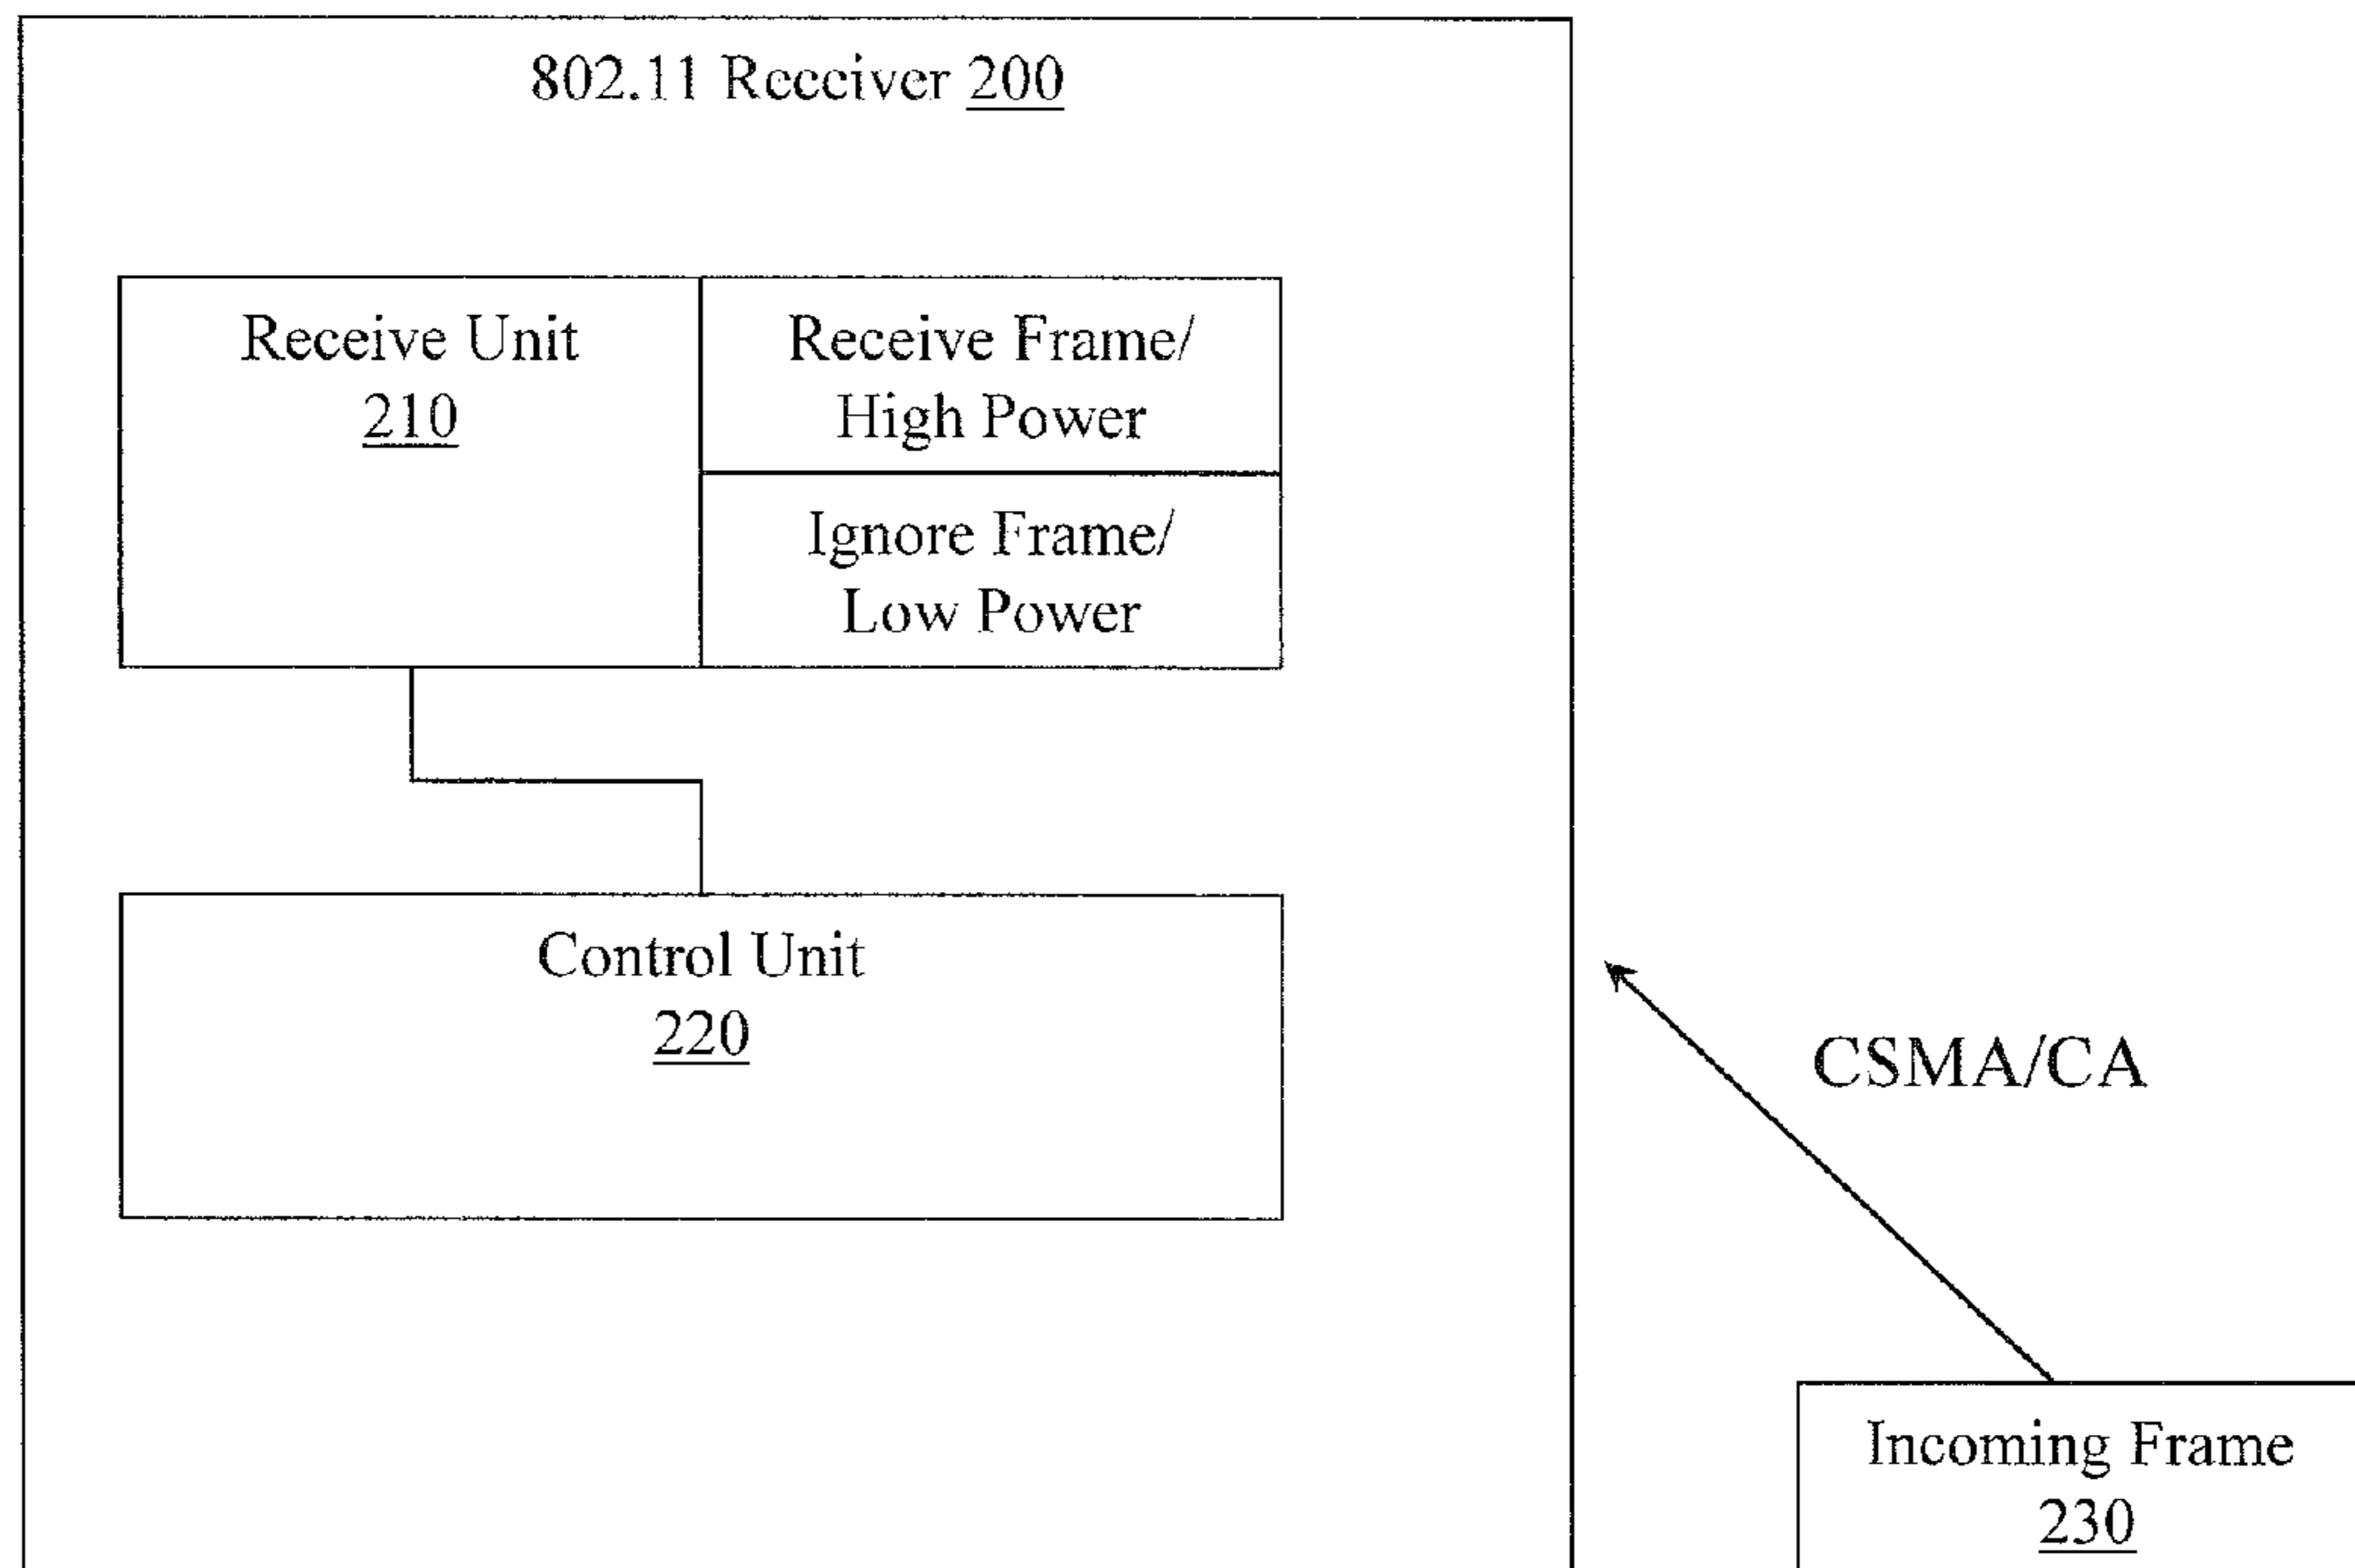 802.11 Receiver 200
Receive Unit
210
Receive Frame/
High Power
Ignore Frame/
Low Power
Control Unit
220
CSMA/CA
Incoming Frame
230